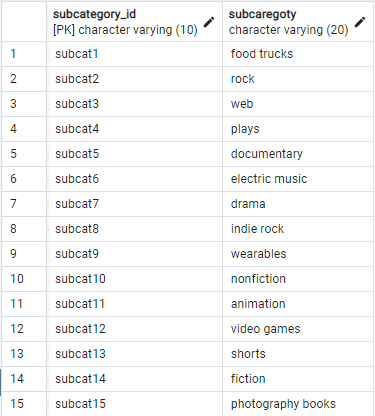 subcategory_id subcaregoty
[PK] character varying (10) character varying (20)
1 subcat1 food trucks
2 subcat2 rock
3 subcat3 web
4 subcat4 plays
5 subcat5 documentary
6 subcat6 electric music
7 subcat7 drama
8 subcat8 indie rock
9 subcat9 wearables
10 subcat10 nonfiction
11 subcat11 animation
12 subcat12 video games
13 subcat13 shorts
14 subcat14 fiction
15 subcat15 photography books